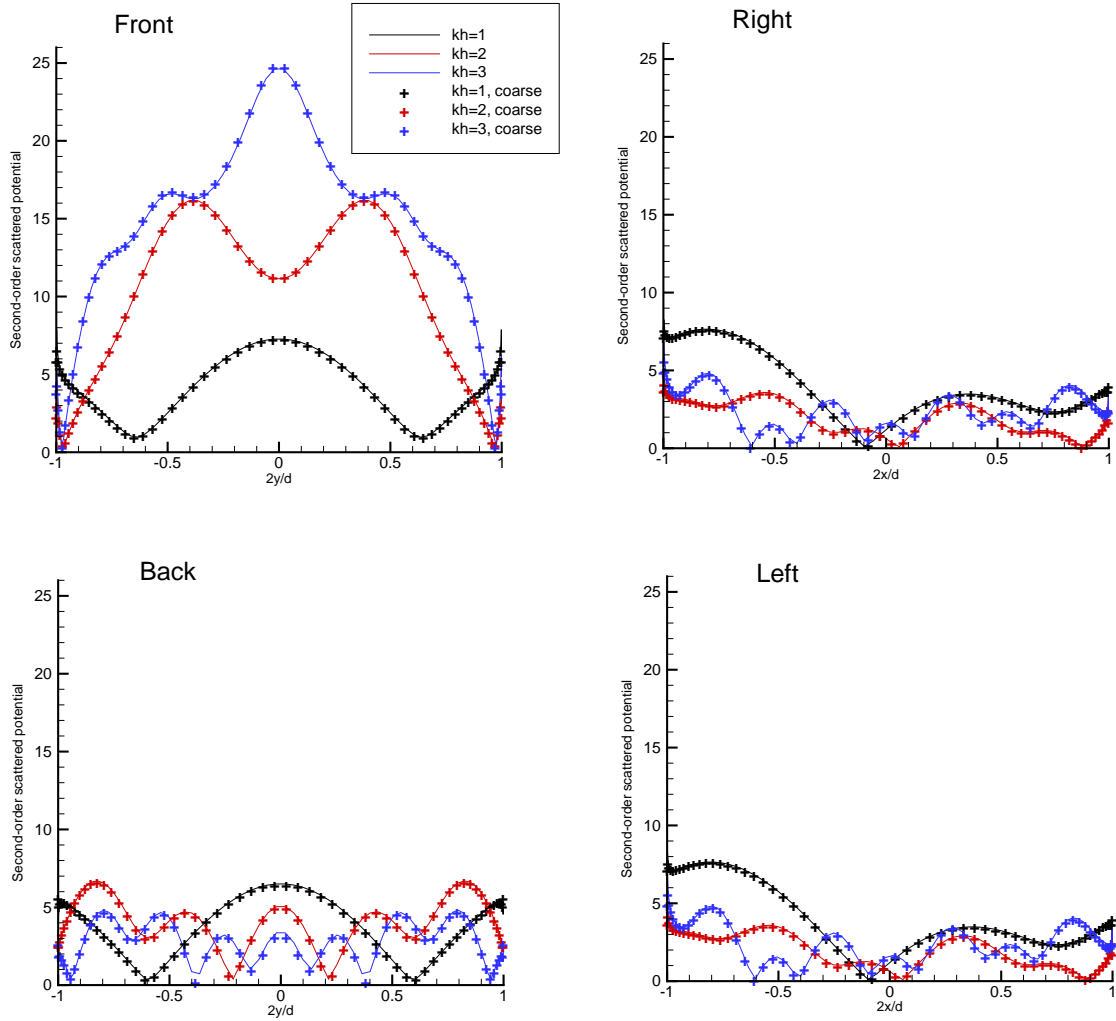 Front
Second-order scattered potential
25
20
15
10
5
0
-1 -0.5 0 0.5 1
2y/d
kh=1
kh=2
kh=3
kh=1, coarse
kh=2, coarse
kh=3, coarse
Right
Second-order scattered potential
25
20
15
10
5
0
-1 -0.5 0 0.5 1
2x/d
Back
Second-order scattered potential
25
20
15
10
5
0
-1 -0.5 0 0.5 1
2y/d
Left
Second-order scattered potential
25
20
15
10
5
0
-1 -0.5 0 0.5 1
2x/d